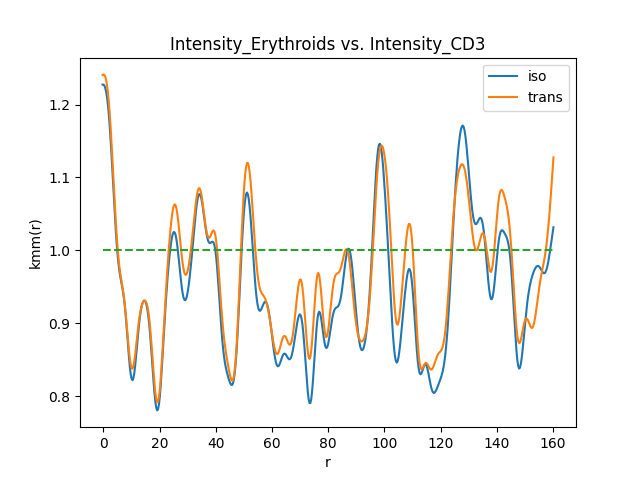 Intensity_Erythroids vs. Intensity_CD3
iso
trans
1.2
1.1
1.0
0.9
0.8
kmm(r)
0 20 40 60 80 100 120 140 160
r